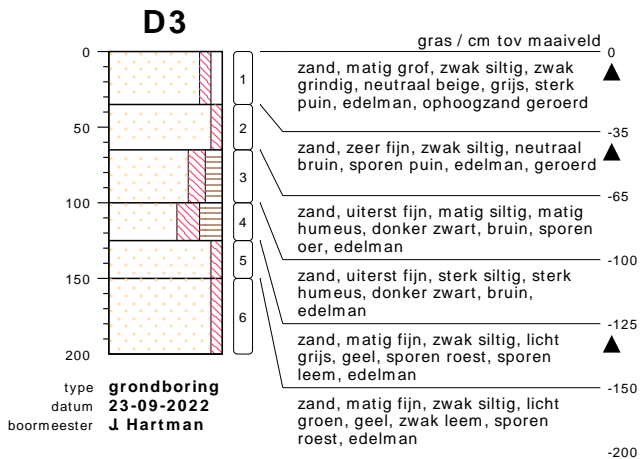 D3
gras / cm tov maaiveld
0
50
100
150
200
1
2
3
4
5
6
0
zand, matig grof, zwak siltig, zwak
grindig, neutraal beige, grijs, sterk
puin, edelman, ophoogzand geroerd
-35
zand, zeer fijn, zwak siltig, neutraal
bruin, sporen puin, edelman, geroerd
-65
zand, uiterst fijn, matig siltig, matig
humeus, donker zwart, bruin, sporen
oer, edelman
-100
zand, uiterst fijn, sterk siltig, sterk
humeus, donker zwart, bruin,
edelman
-125
zand, matig fijn, zwak siltig, licht
grijs, geel, sporen roest, sporen
leem, edelman
-150
zand, matig fijn, zwak siltig, licht
groen, geel, zwak leem, sporen
roest, edelman
-200
type grondboring
datum 23-09-2022
boormeester J. Hartman